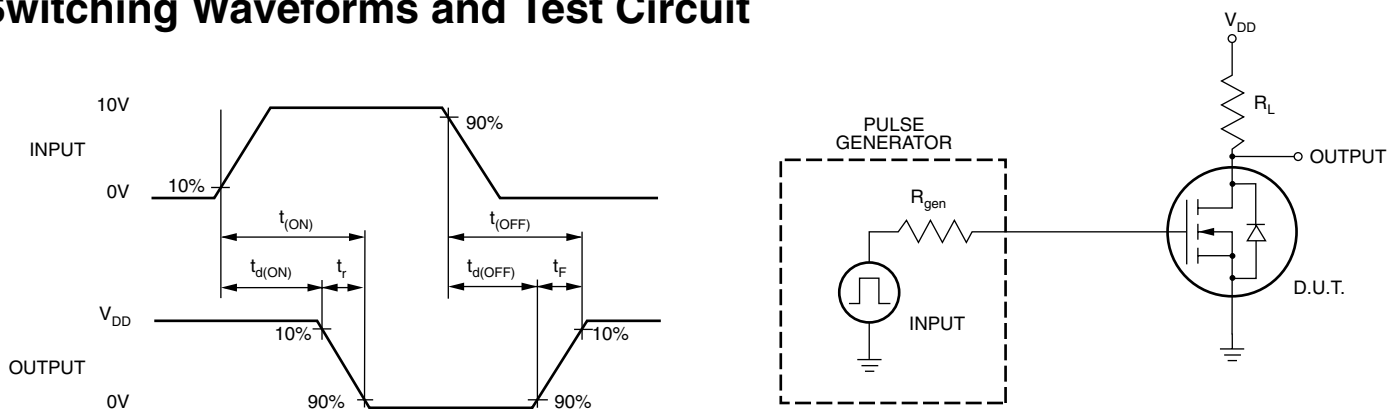 Switching Waveforms and Test Circuit
10V
INPUT
0V
10%
90%
t(ON)
t(OFF)
td(ON)
tr
td(OFF)
tF
VDD
OUTPUT
0V
10%
90%
10%
90%
PULSE
GENERATOR
Rgen
INPUT
VDD
RL
OUTPUT
D.U.T.